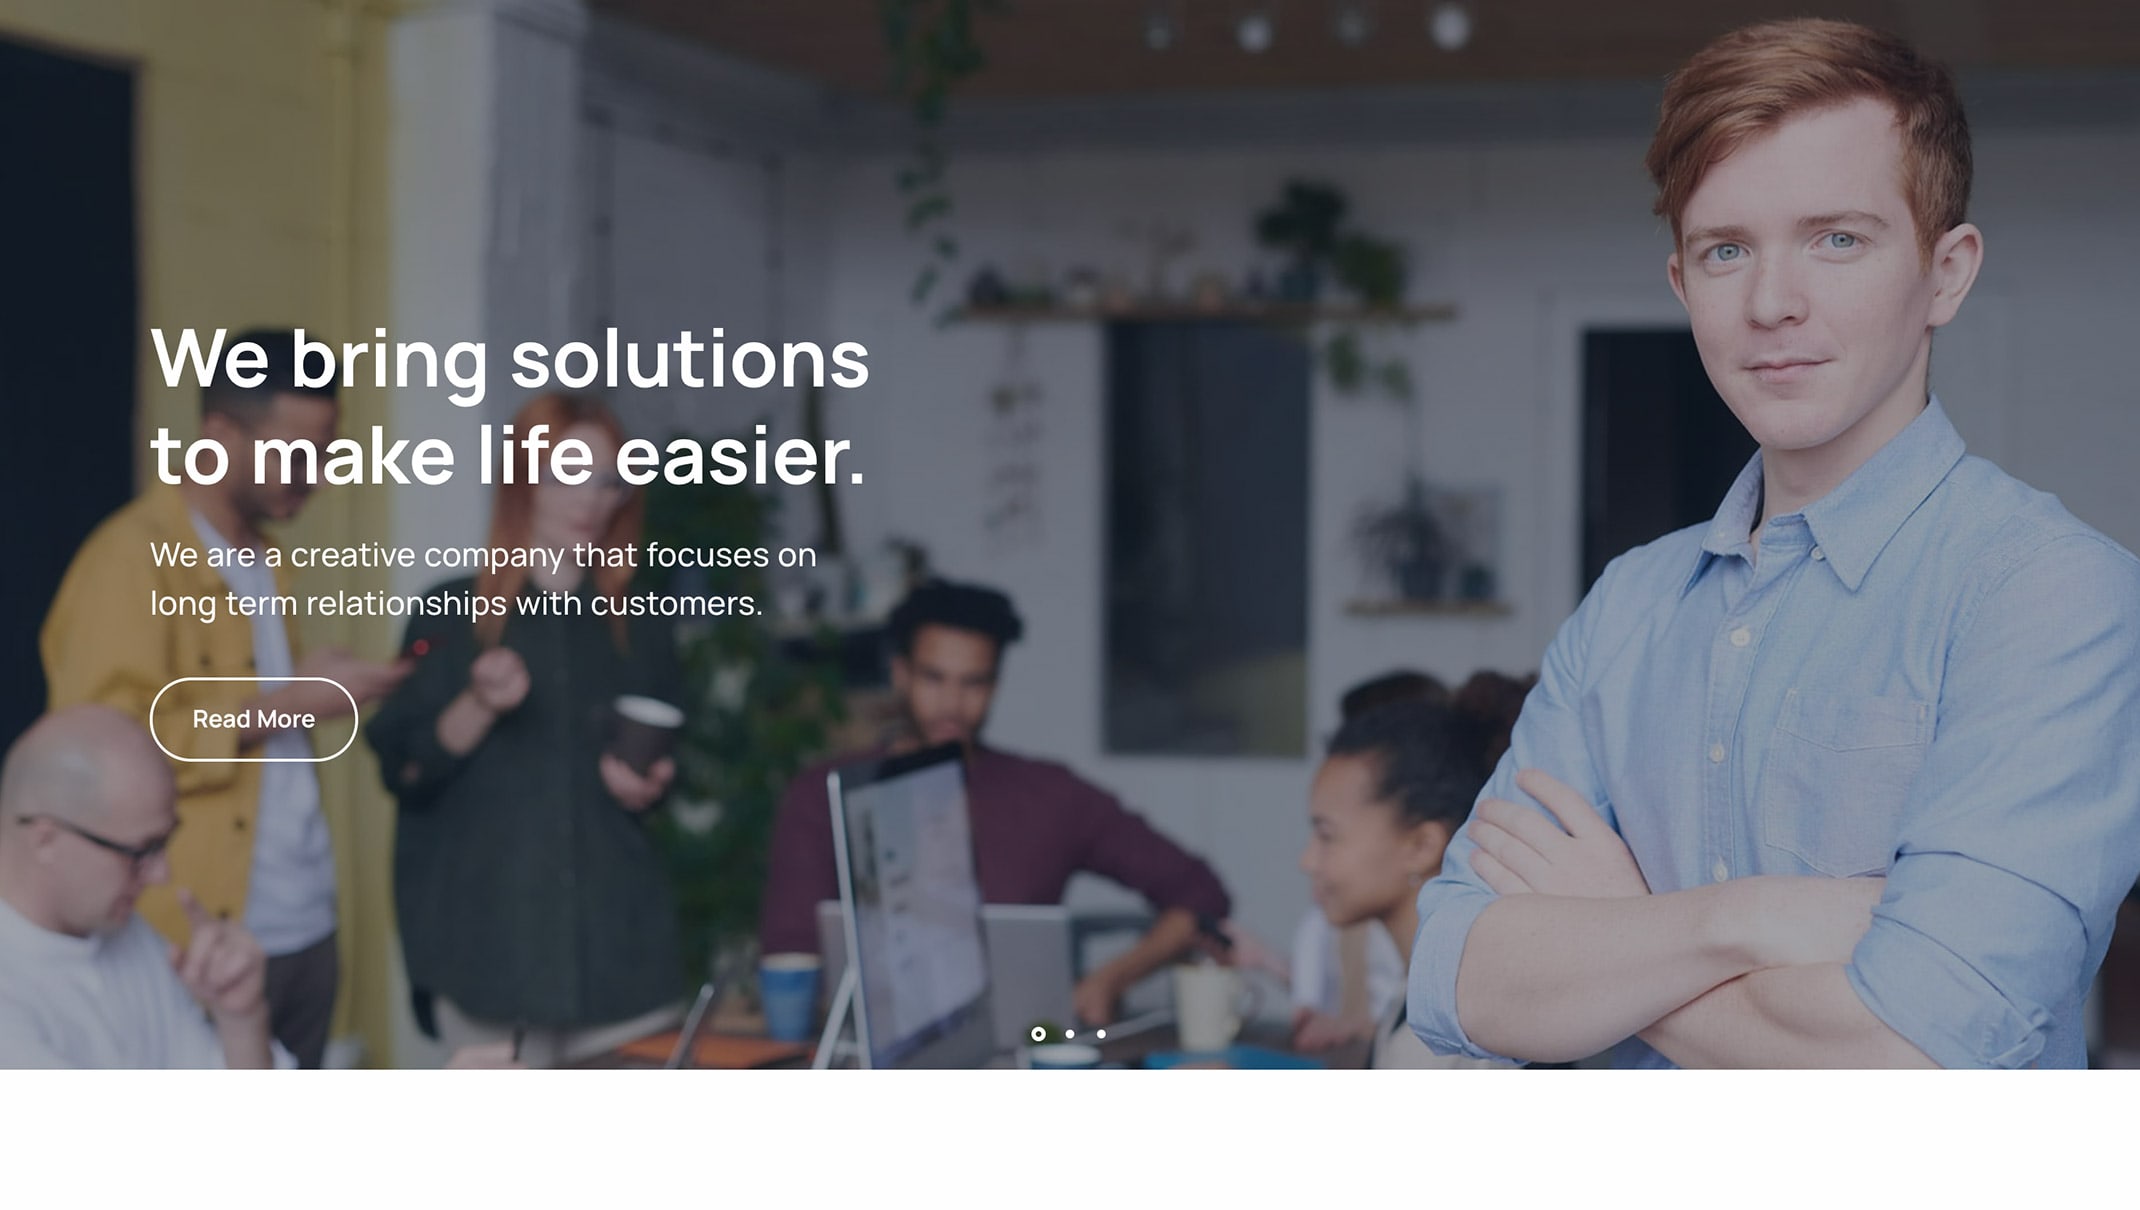 We bring solutions
to make life easier.
We are a creative company that focuses on
long term relationships with customers.
Read More